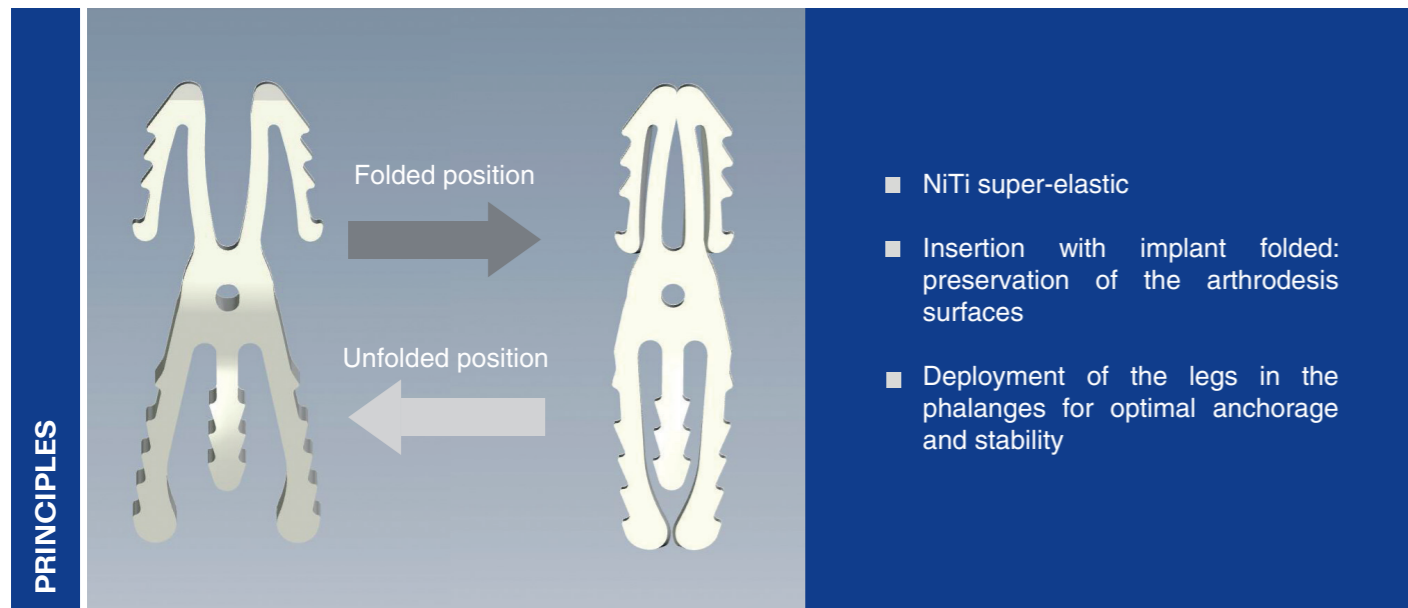 PRINCIPLES
Folded position
Unfolded position
NiTi super-elastic
Insertion with implant folded:
preservation of the arthrodesis
surfaces
Deployment of the legs in the
phalanges for optimal anchorage
and stability